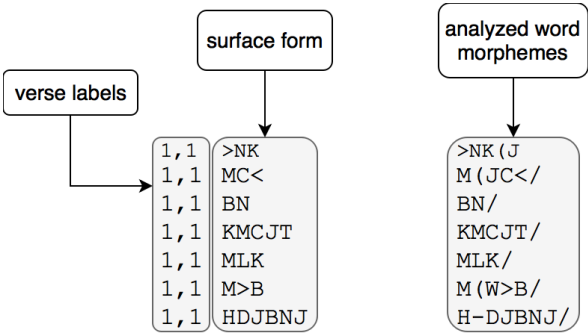 surface form
analyzed word
morphemes
verse labels
1,1 >NK >NK(J
1,1 MC< M(JC</
1,1 BN BN/
1,1 KMCJT KMCJT/
1,1 MLK MLK/
1,1 M>B M(W>B/
1,1 HDJBNJ H-DJBNJ/